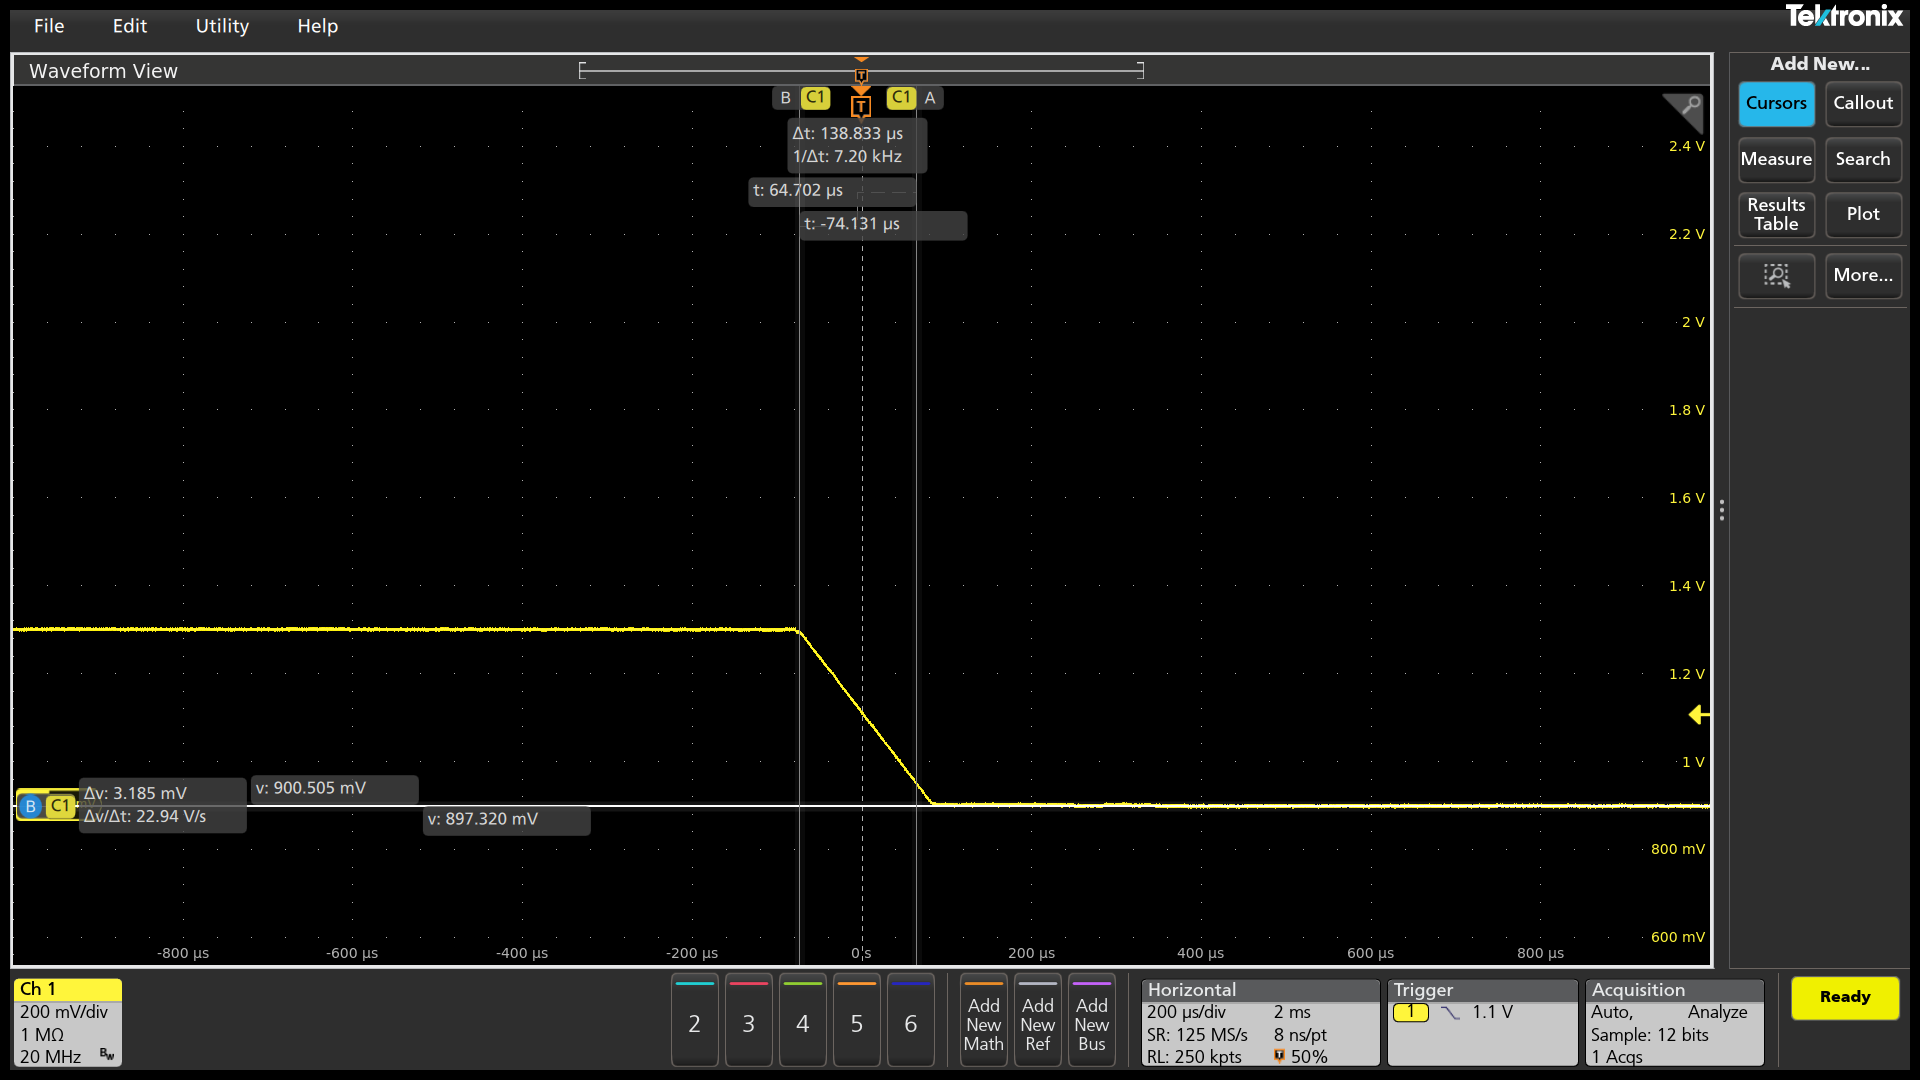 File Edit Utility Help
Tektronix
Waveform View
T
Add New...
B C1 T C1 A
Cursors Callout
Δt: 138.833 µs
1/Δt: 7.20 kHz
2.4 V
Measure Search
t: 64.702 µs
t: -74.131 µs
Results Table
Plot
2.2 V
More...
2 V
1.8 V
1.6 V
1.4 V
1.2 V
1 V
B C1
Δv: 3.185 mV
Δv/Δt: 22.94 V/s
v: 900.505 mV
v: 897.320 mV
800 mV
600 mV
-800 µs -600 µs -400 µs -200 µs 0 s 200 µs 400 µs 600 µs 800 µs
Ch 1
200 mV/div
1 MΩ
20 MHz Bw
2 3 4 5 6
Add New Math
Add New Ref
Add New Bus
Horizontal
200 µs/div 2 ms
SR: 125 MS/s 8 ns/pt
RL: 250 kpts T 50%
Trigger
1 1.1 V
Acquisition
Auto, Analyze
Sample: 12 bits
1 Acqs
Ready